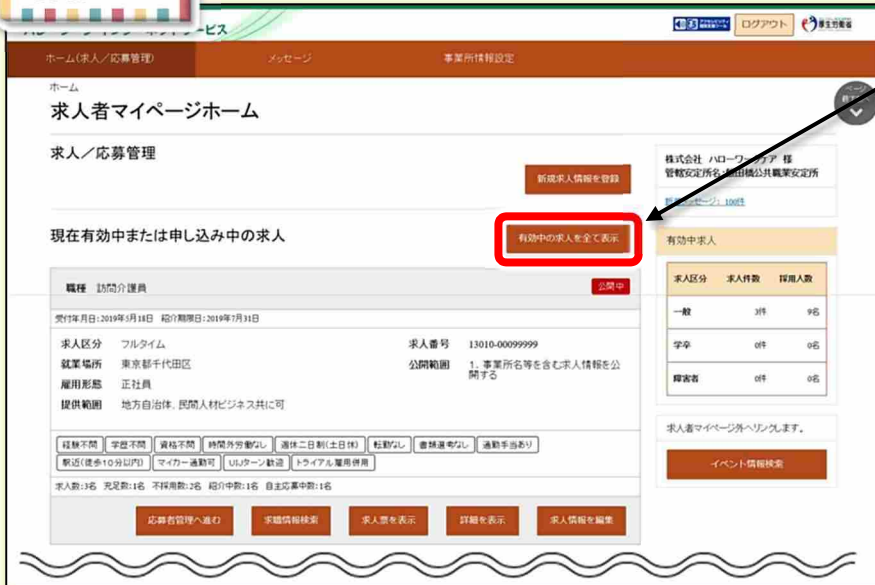 ログアウト
厚生労働省
ホーム(求人／応募管理)
メッセージ
事業所情報設定
ホーム
求人者マイページホーム
求人／応募管理
新規求人情報を登録
現在有効中または申し込み中の求人
有効中の求人を全て表示
職種 訪問介護員
公開中
受付年月日:2019年5月18日 紹介期限日:2019年7月31日
求人区分 フルタイム
就業場所 東京都千代田区
雇用形態 正社員
提供範囲 地方自治体、民間人材ビジネス共に可
求人番号 13010-00099999
公開範囲 1、事業所名等を含む求人情報を公
開する
経験不問 学歴不問 資格不問 時間外労働なし 週休二日制(土日休) 転勤なし 書類選考なし 通勤手当あり
駅近(徒歩10分以内) マイカー通勤可 UIJターン歓迎 トライアル雇用併用
求人数:3名 充足数:1名 不採用数:2名 紹介中数:1名 自主応募中数:1名
応募者管理へ進む 求職情報検索 求人票を表示 詳細を表示 求人情報を編集
株式会社 ハローワ
ア 様
管轄安定所名
田橋公共職業安定所
100件
有効中求人
求人区分 求人件数 採用人数
一般 3件 9名
学卒 0件 0名
障害者 0件 0名
求人者マイページ外へリンクします。
イベント情報検索